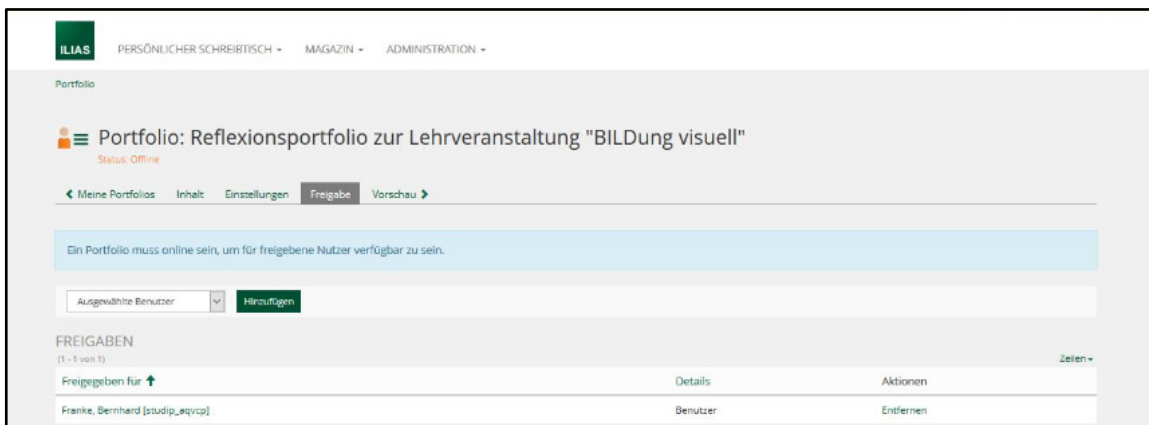 ILIAS PERSÖNLICHER SCHREIBTISCH MAGAZIN ADMINISTRATION
Portfolio
Portfolio: Reflexionsportfolio zur Lehrveranstaltung "BILDung visuell"
Status: Offline
Meine Portfolios Inhalt Einstellungen Freigabe Vorschau
Ein Portfolio muss online sein, um für freigebene Nutzer verfügbar zu sein.
Ausgewählte Benutzer Hinzufügen
FREIGABEN
(1 - 1 von 1) Zeilen
Freigegeben für Details Aktionen
Franke, Bernhard [studip_aqvcp] Benutzer Entfernen